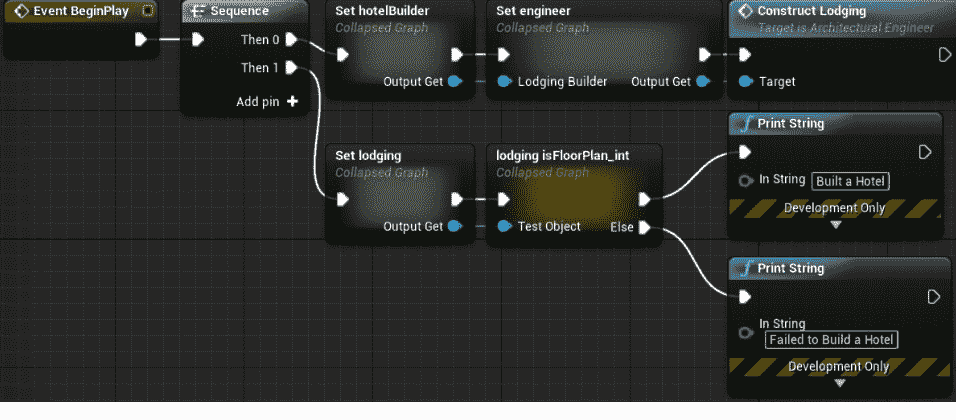 Event BeginPlay
Sequence
Then 0
Then 1
Add pin
Set hotelBuilder
Collapsed Graph
Output Get
Set engineer
Collapsed Graph
Lodging Builder
Output Get
Construct Lodging
Target is Architectural Engineer
Target
Set lodging
Collapsed Graph
Output Get
lodging isFloorPlan_int
Collapsed Graph
Test Object
Else
Print String
In String
Built a Hotel
Development Only
Print String
In String
Failed to Build a Hotel
Development Only